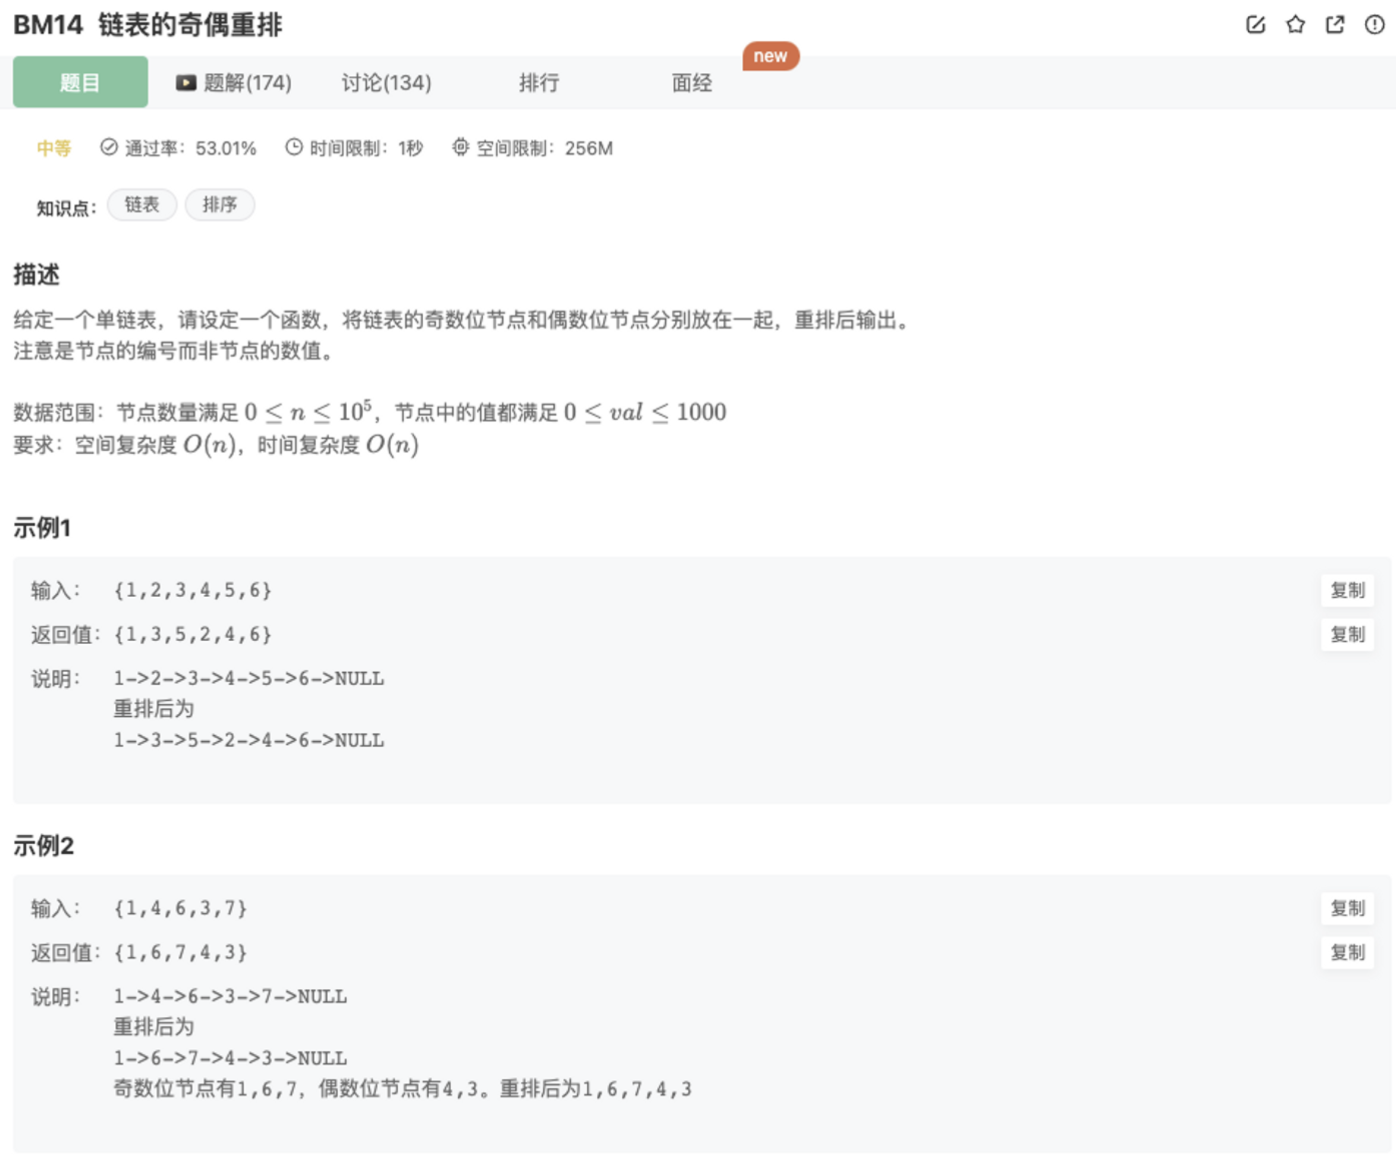 BM14 链表的奇偶重排
new
题目 题解(174) 讨论(134) 排行 面经
中等 通过率：53.01% 时间限制：1秒 空间限制：256M
知识点： 链表 排序
描述
给定一个单链表，请设定一个函数，将链表的奇数位节点和偶数位节点分别放在一起，重排后输出。
注意是节点的编号而非节点的数值。
数据范围：节点数量满足 0 ≤ n ≤ 10⁵，节点中的值都满足 0 ≤ val ≤ 1000
要求：空间复杂度 O(n)，时间复杂度 O(n)
示例1
输入： {1,2,3,4,5,6} 复制
返回值：{1,3,5,2,4,6} 复制
说明： 1->2->3->4->5->6->NULL
重排后为
1->3->5->2->4->6->NULL
示例2
输入： {1,4,6,3,7} 复制
返回值：{1,6,7,4,3} 复制
说明： 1->4->6->3->7->NULL
重排后为
1->6->7->4->3->NULL
奇数位节点有1,6,7，偶数位节点有4,3。重排后为1,6,7,4,3